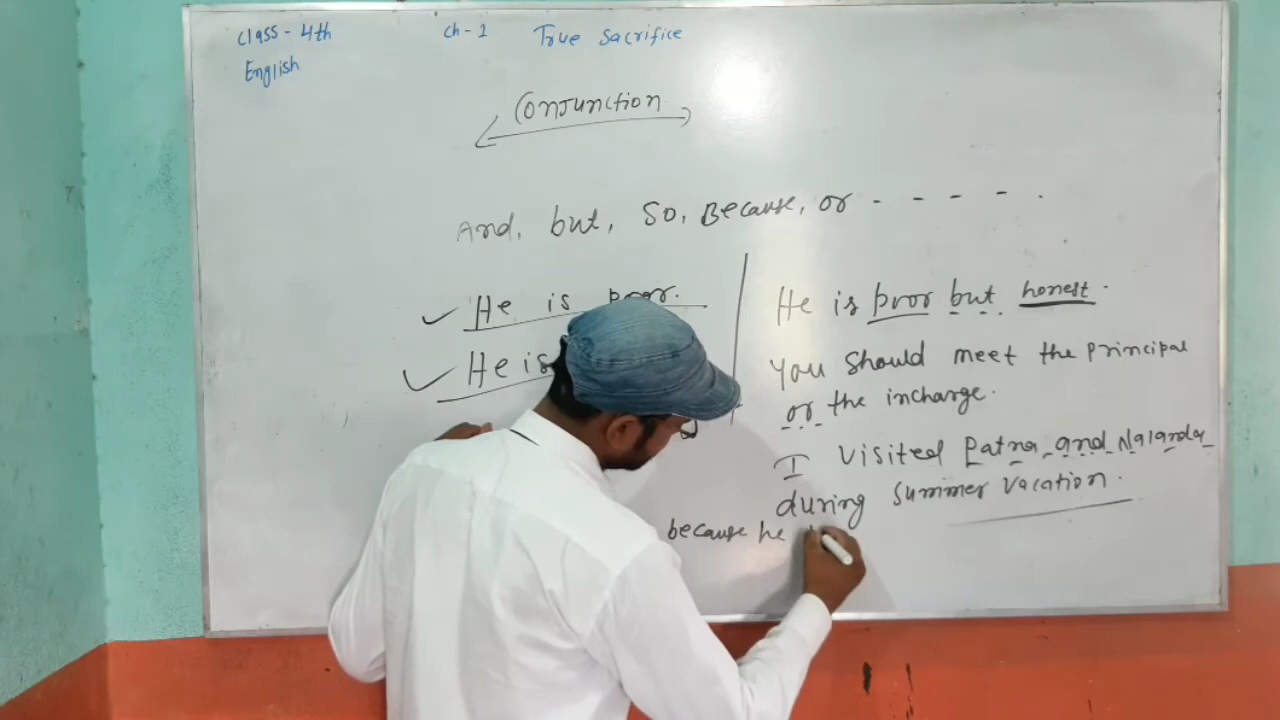 Class - 4th
Ch - 1 True Sacrifice
English
Conjunction
And, but, So, Because, or - - - - .
He is poor.
He is
He is poor but honest.
You Should meet the principal
or the incharge.
I visited Patna and Nalanda
during Summer vacation.
because he